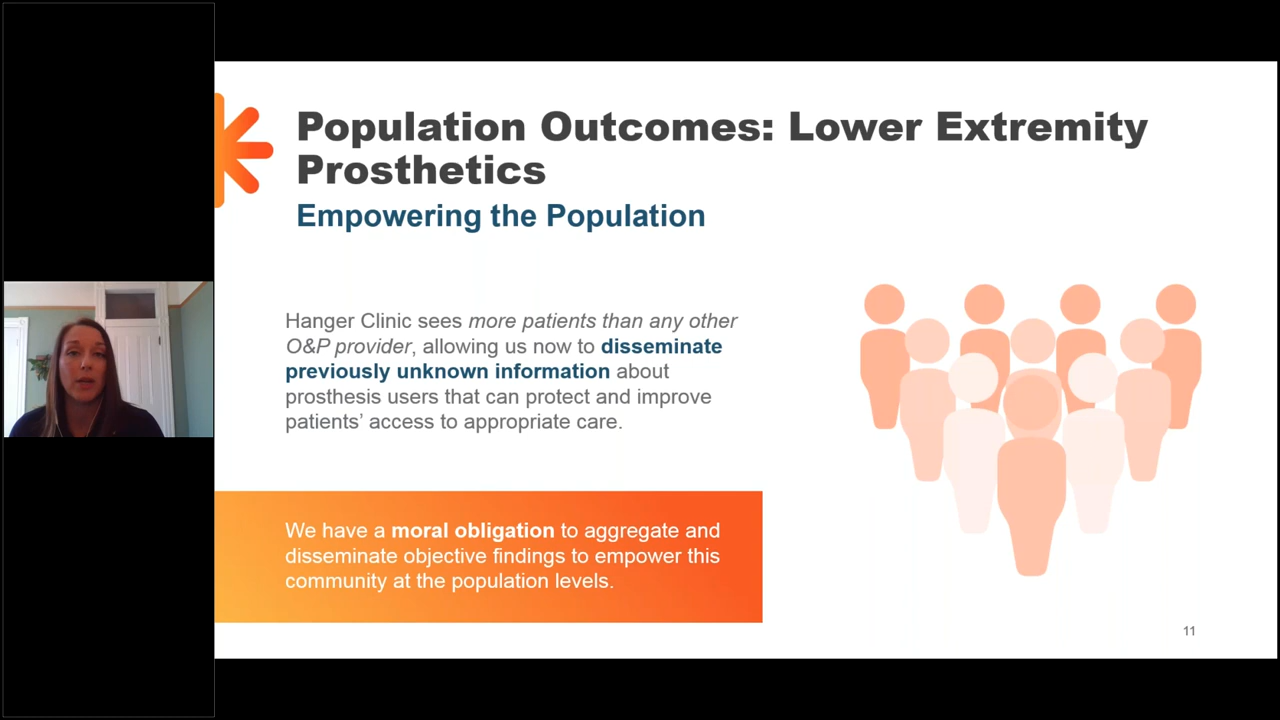 Population Outcomes: Lower Extremity
Prosthetics
Empowering the Population
Hanger Clinic sees more patients than any other
O&P provider, allowing us now to disseminate
previously unknown information about
prosthesis users that can protect and improve
patients’ access to appropriate care.
We have a moral obligation to aggregate and
disseminate objective findings to empower this
community at the population levels.
11